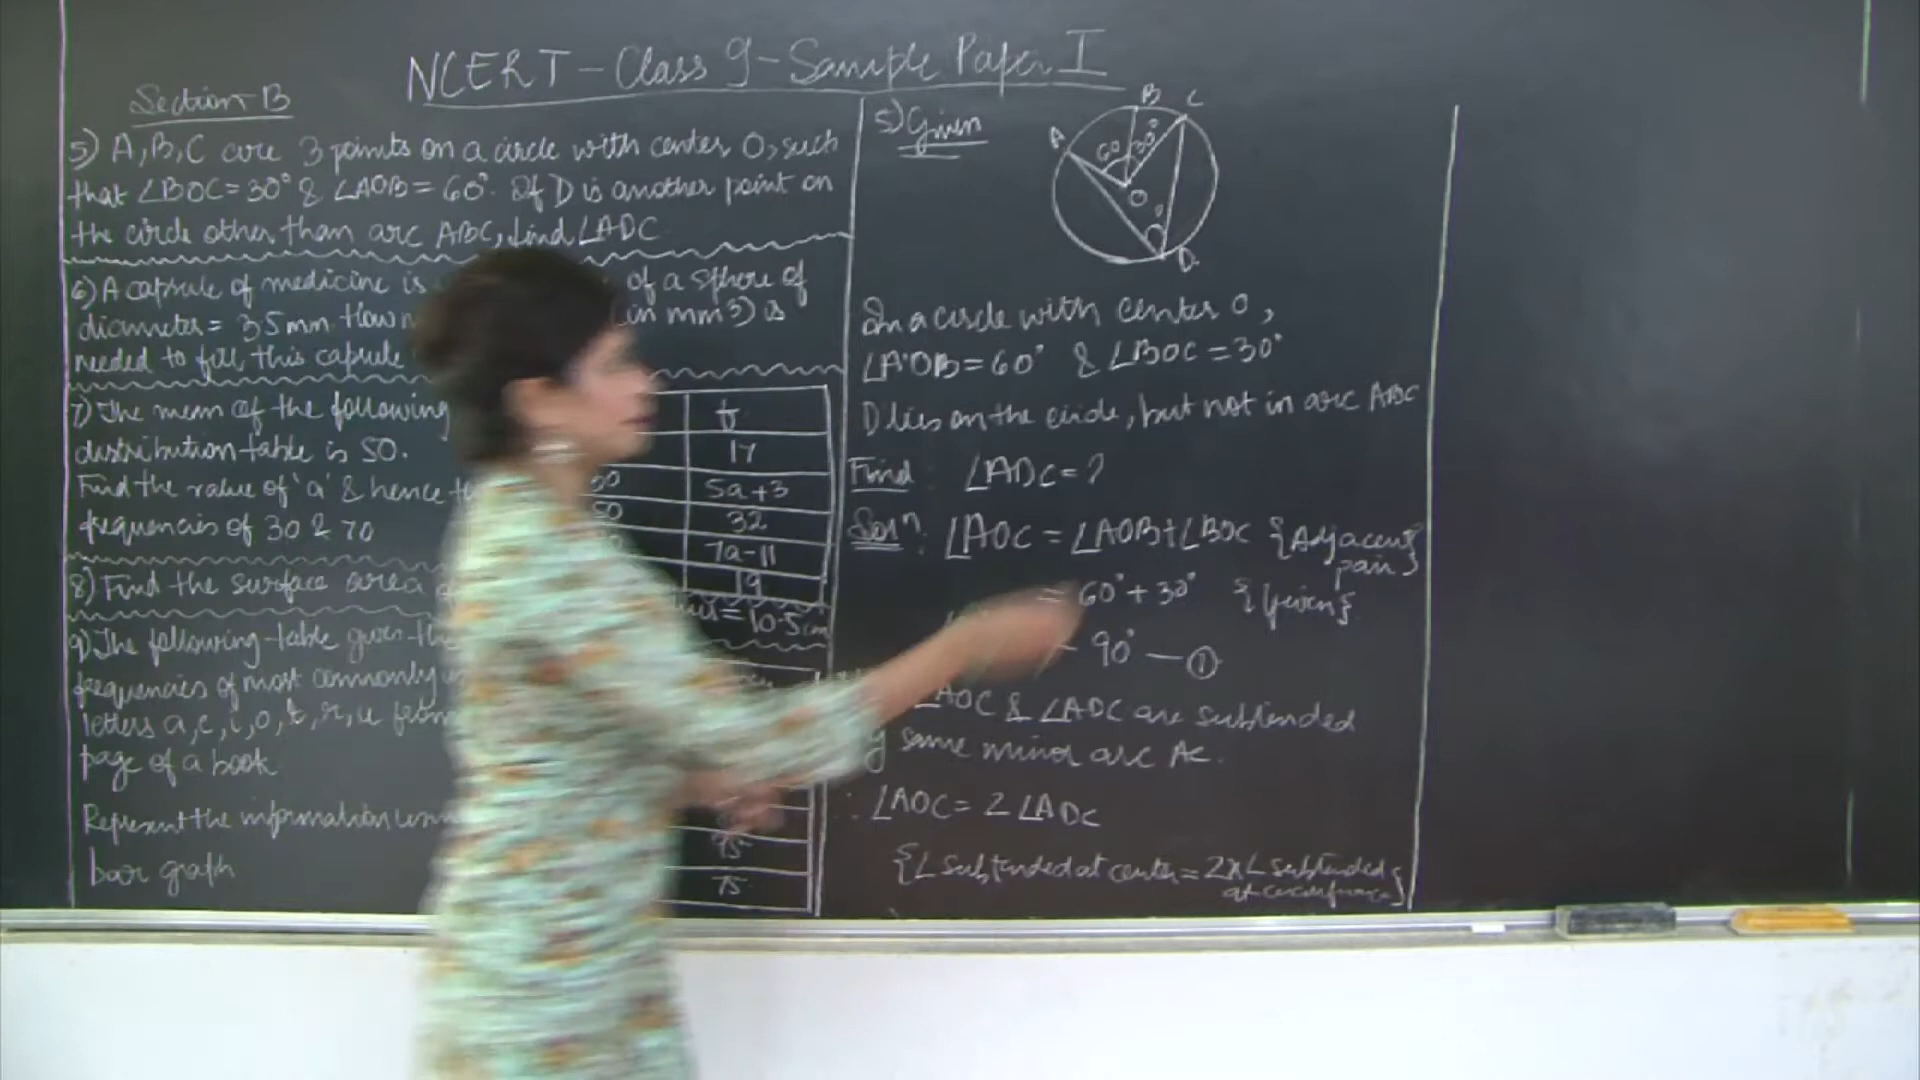 NCERT - Class 9 - Sample Paper I
Section-B
5) A, B, C are 3 points on a circle with center O, such
that ∠BOC = 30° & ∠AOB = 60°. If D is another point on
the circle other than arc ABC, find ∠ADC
6) A capsule of medicine is of a sphere of
diameter = 35mm. (in mm3) is
needed to fill this capsule
7) The mean of the following
distribution table is 50.
Find the value of 'a' & hence
frequencies of 30 & 70
f
17
5a+3
50 32
7a-11
19
8) Find the surface area = 10.5cm
9) The following table gives
frequencies of most commonly
letters a, c, i, o, t, r, u
page of a book
Represent the information
bar graph
95
75
5) Given
A
B
C
60
30°
O
D
In a circle with center O,
∠AOB = 60° & ∠BOC = 30°
D lies on the circle, but not in arc ABC
Find: ∠ADC = ?
Solⁿ: ∠AOC = ∠AOB + ∠BOC {Adjacent
pair}
= 60° + 30° {Given}
90° — ①
∠AOC & ∠ADC are subtended
same minor arc AC.
∴ ∠AOC = 2∠ADC
{∠ subtended at center = 2x∠ subtended
at circumference}